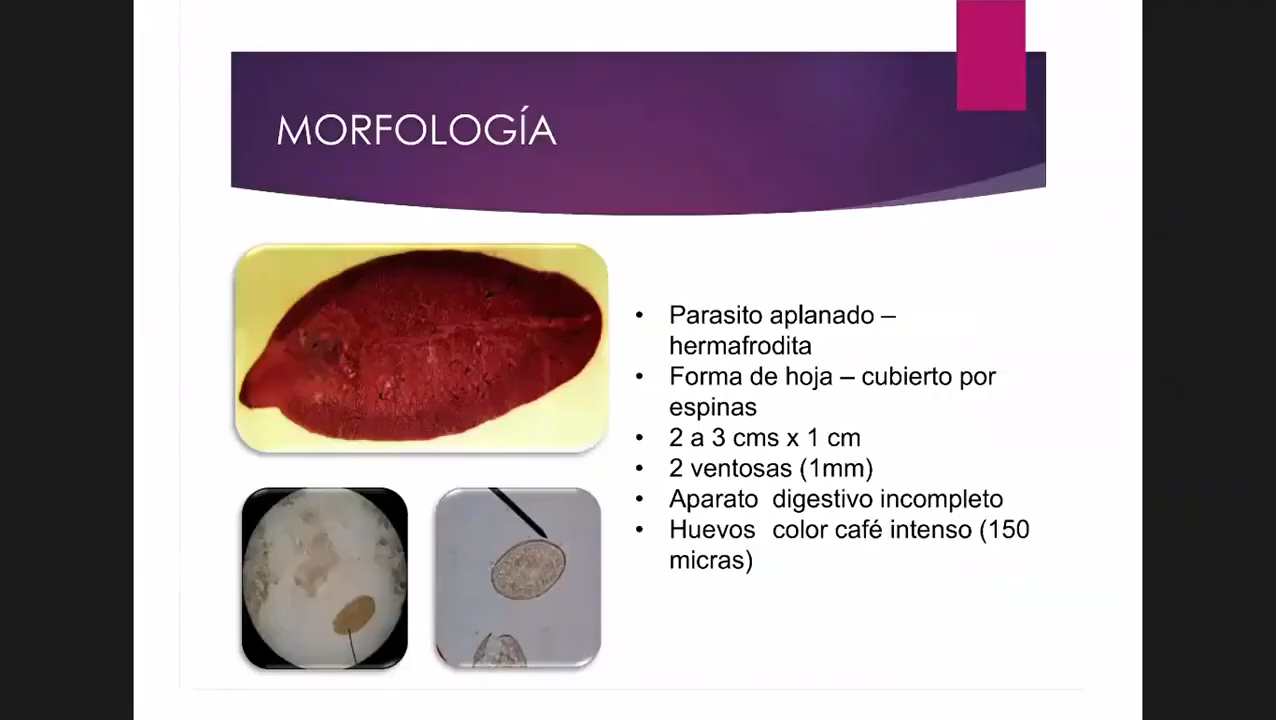 MORFOLOGÍA
• Parasito aplanado –
hermafrodita
• Forma de hoja – cubierto por
espinas
• 2 a 3 cms x 1 cm
• 2 ventosas (1mm)
• Aparato digestivo incompleto
• Huevos color café intenso (150
micras)